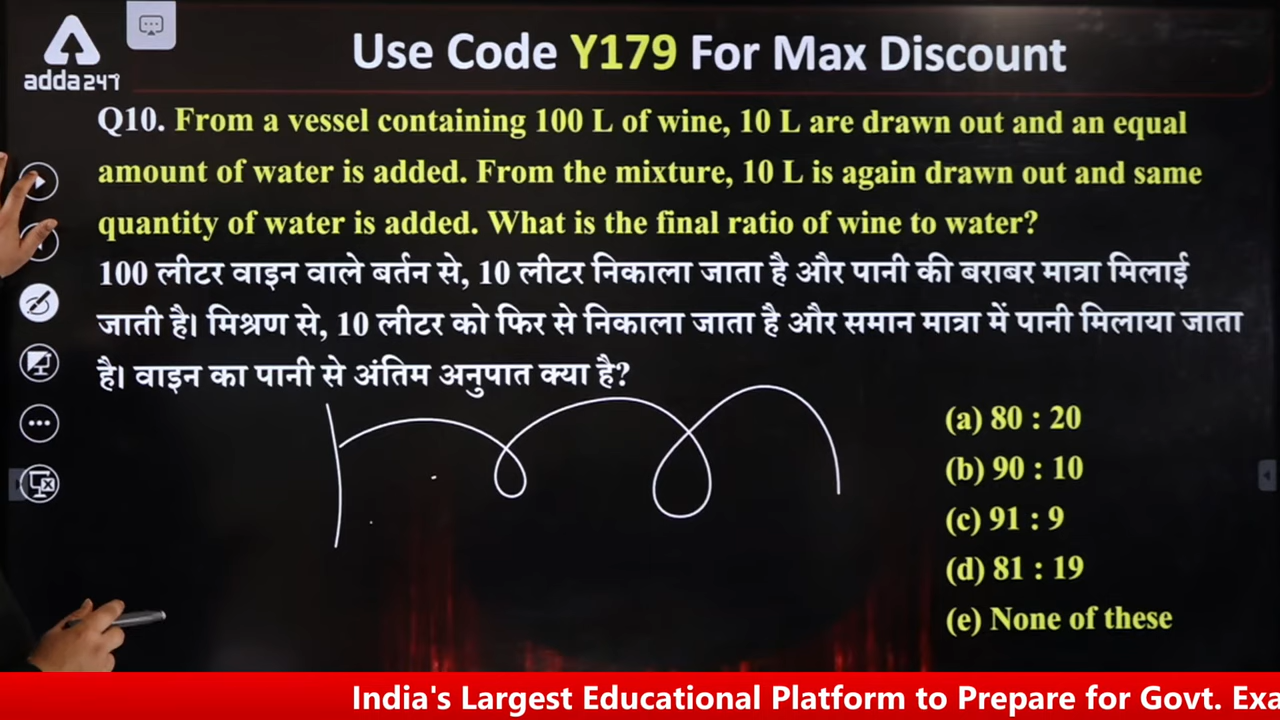 adda247
Use Code Y179 For Max Discount
Q10. From a vessel containing 100 L of wine, 10 L are drawn out and an equal
amount of water is added. From the mixture, 10 L is again drawn out and same
quantity of water is added. What is the final ratio of wine to water?
100 लीटर वाइन वाले बर्तन से, 10 लीटर निकाला जाता है और पानी की बराबर मात्रा मिलाई
जाती है। मिश्रण से, 10 लीटर को फिर से निकाला जाता है और समान मात्रा में पानी मिलाया जाता
है। वाइन का पानी से अंतिम अनुपात क्या है?
(a) 80 : 20
(b) 90 : 10
(c) 91 : 9
(d) 81 : 19
(e) None of these
India's Largest Educational Platform to Prepare for Govt. Exa